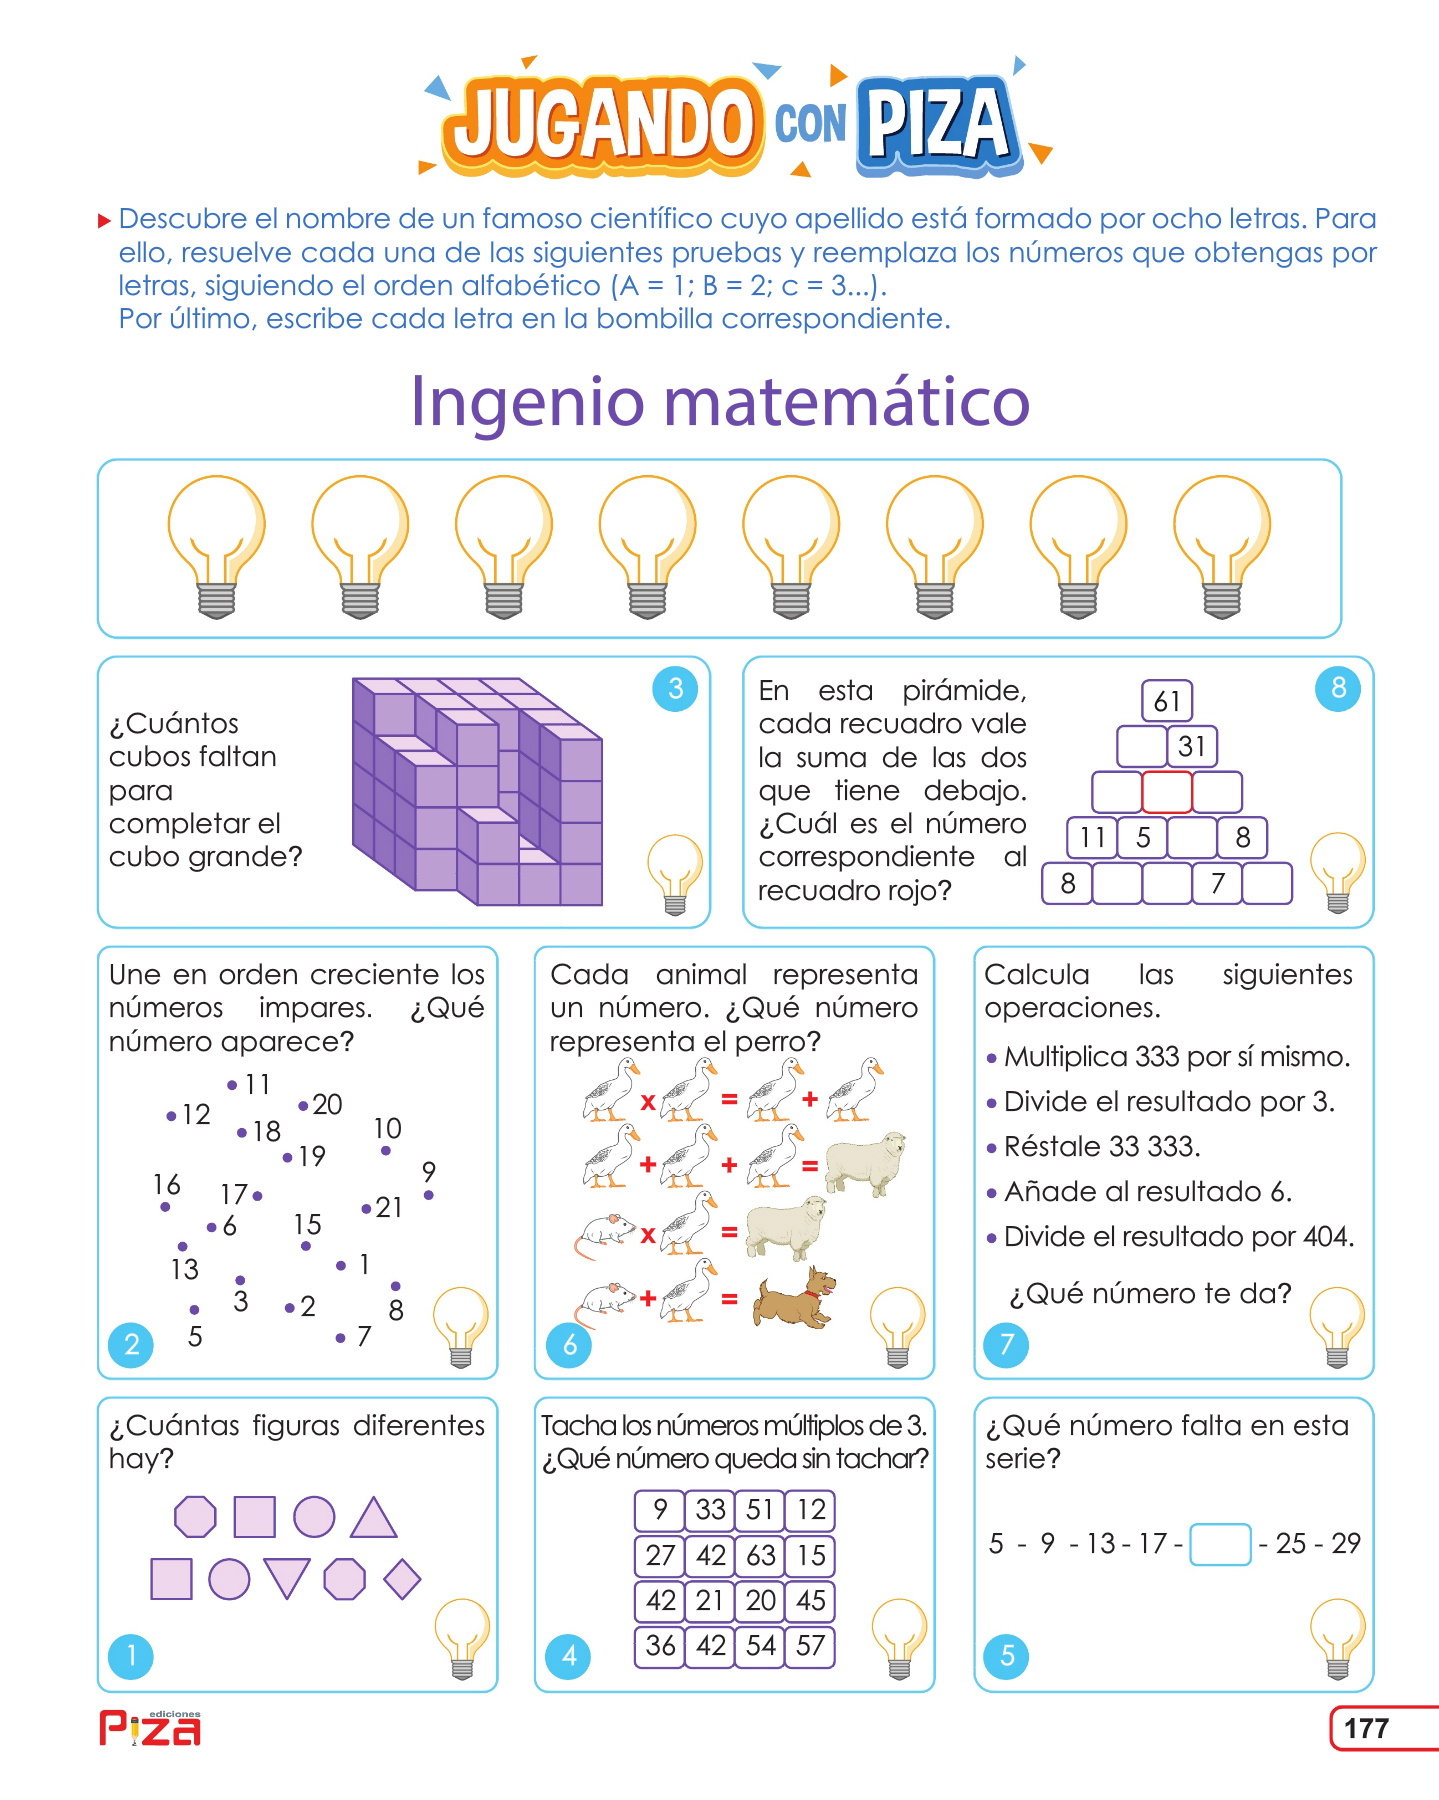 JUGANDO CON PIZA
Descubre el nombre de un famoso científico cuyo apellido está formado por ocho letras. Para
ello, resuelve cada una de las siguientes pruebas y reemplaza los números que obtengas por
letras, siguiendo el orden alfabético (A = 1; B = 2; c = 3...).
Por último, escribe cada letra en la bombilla correspondiente.
Ingenio matemático
3
¿Cuántos
cubos faltan
para
completar el
cubo grande?
8
En esta pirámide,
cada recuadro vale
la suma de las dos
que tiene debajo.
¿Cuál es el número
correspondiente al
recuadro rojo?
61
31
11 5 8
8 7
Une en orden creciente los
números impares. ¿Qué
número aparece?
11
12
20
18
10
19
9
16
17
21
6
15
13
1
3
2
8
5
7
2
Cada animal representa
un número. ¿Qué número
representa el perro?
x = +
+ + =
x =
+ =
6
Calcula las siguientes
operaciones.
• Multiplica 333 por sí mismo.
• Divide el resultado por 3.
• Réstale 33 333.
• Añade al resultado 6.
• Divide el resultado por 404.
¿Qué número te da?
7
¿Cuántas figuras diferentes
hay?
1
Tacha los números múltiplos de 3.
¿Qué número queda sin tachar?
9 33 51 12
27 42 63 15
42 21 20 45
36 42 54 57
4
¿Qué número falta en esta
serie?
5 - 9 - 13 - 17 - - 25 - 29
5
ediciones
Piza
177